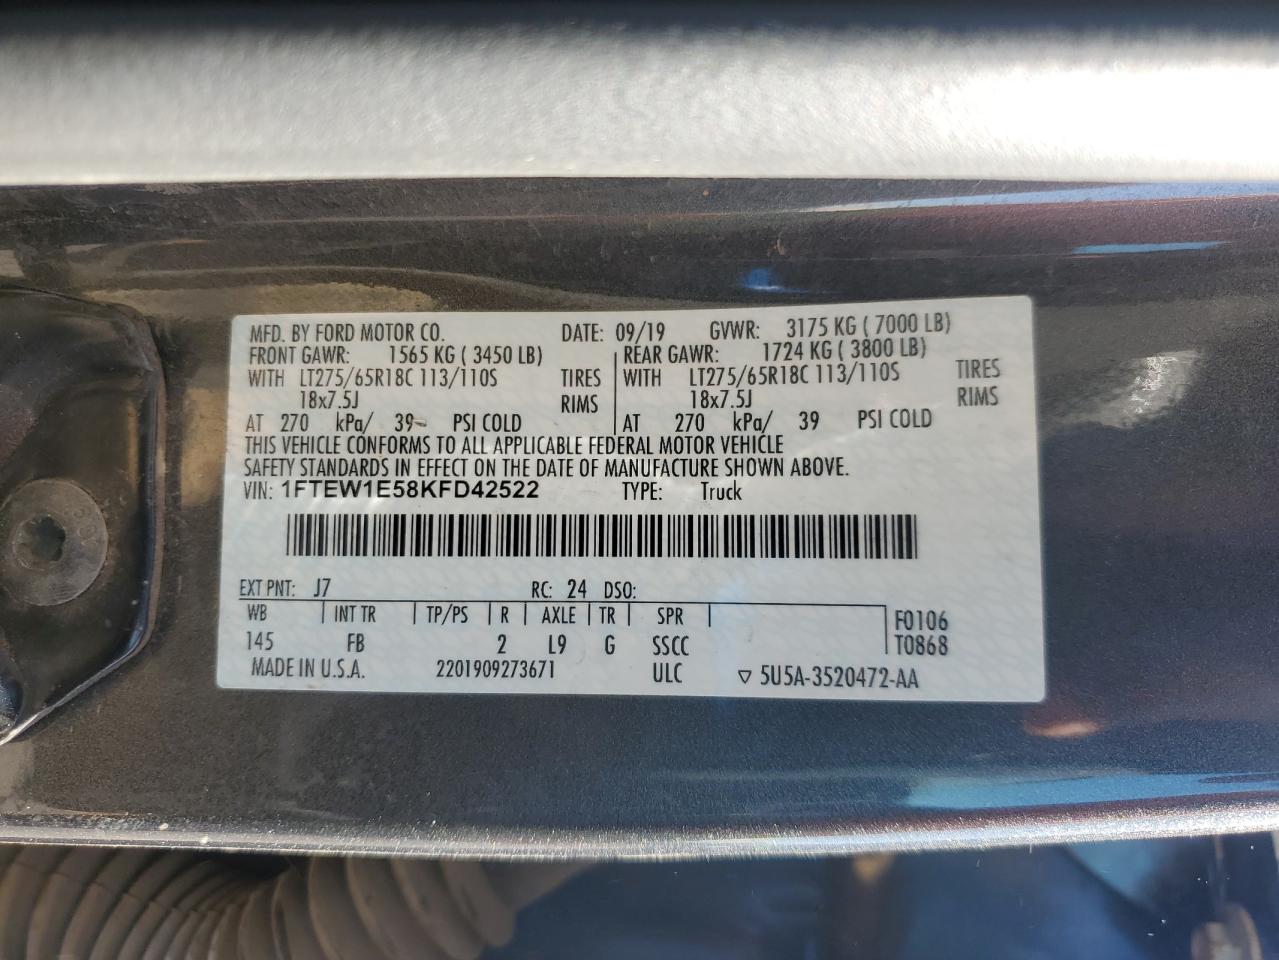 MFD. BY FORD MOTOR CO. DATE: 09/19 GVWR: 3175 KG ( 7000 LB)
FRONT GAWR: 1565 KG ( 3450 LB) REAR GAWR: 1724 KG ( 3800 LB)
WITH LT275/65R18C 113/110S TIRES WITH LT275/65R18C 113/110S TIRES
18x7.5J RIMS 18x7.5J RIMS
AT 270 kPa/ 39 PSI COLD AT 270 kPa/ 39 PSI COLD
THIS VEHICLE CONFORMS TO ALL APPLICABLE FEDERAL MOTOR VEHICLE
SAFETY STANDARDS IN EFFECT ON THE DATE OF MANUFACTURE SHOWN ABOVE.
VIN: 1FTEW1E58KFD42522 TYPE: Truck
EXT PNT: J7 RC: 24 DSO:
WB INT TR TP/PS R AXLE TR SPR F0106
145 FB 2 L9 G SSCC T0868
MADE IN U.S.A. 2201909273671 ULC ▽ 5U5A-3520472-AA